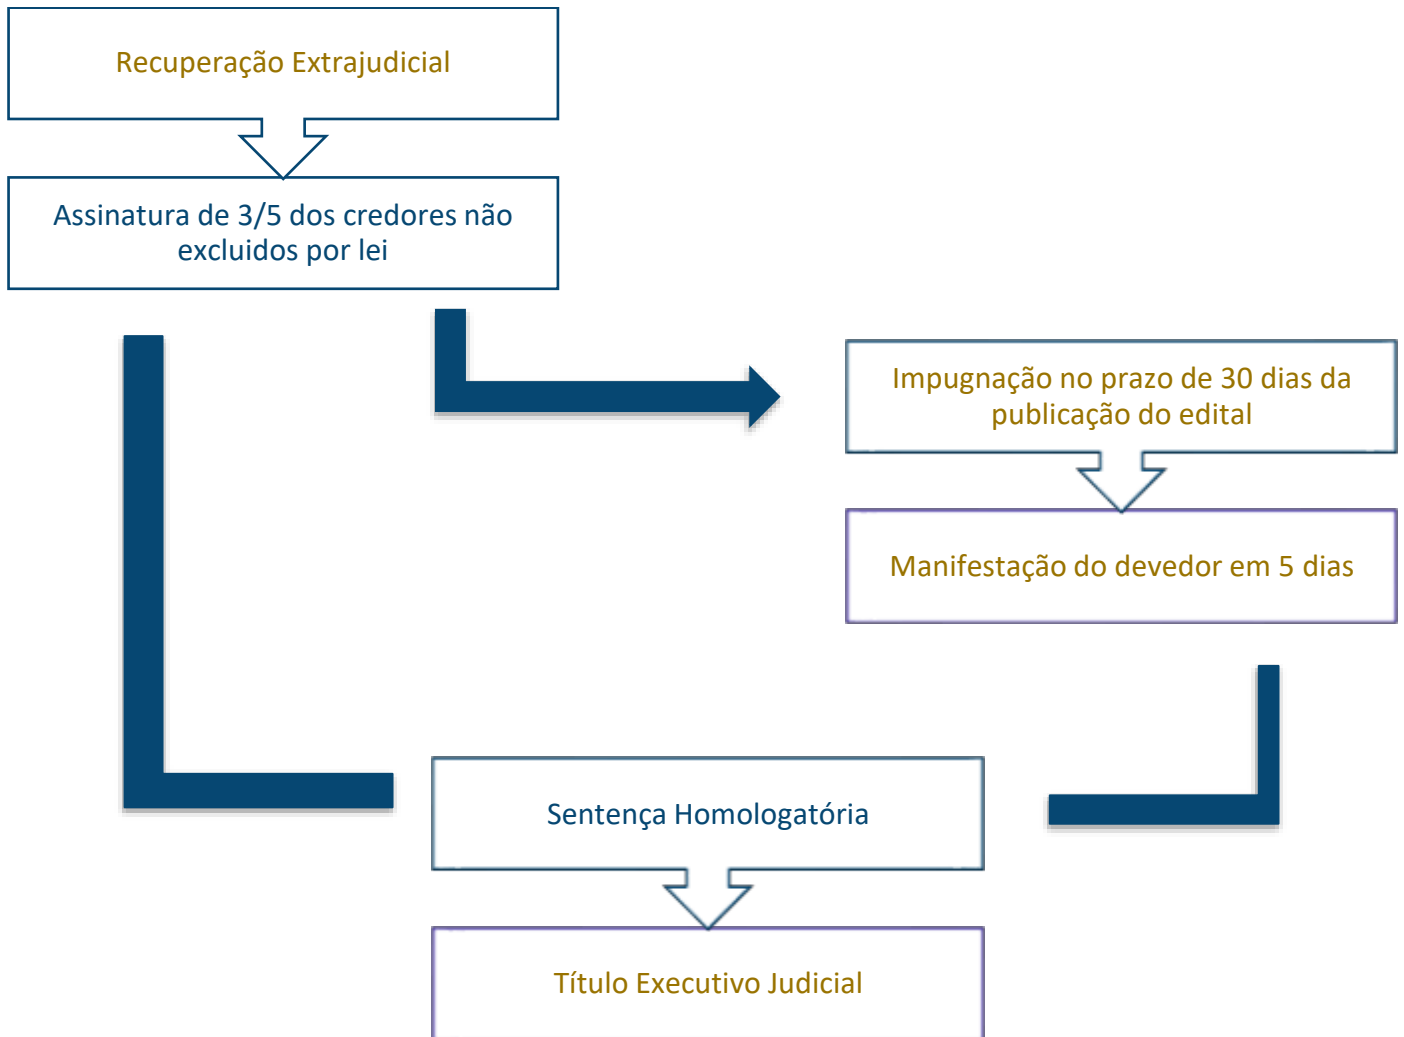 Recuperação Extrajudicial
Assinatura de 3/5 dos credores não
excluidos por lei
Impugnação no prazo de 30 dias da
publicação do edital
Manifestação do devedor em 5 dias
Sentença Homologatória
Título Executivo Judicial